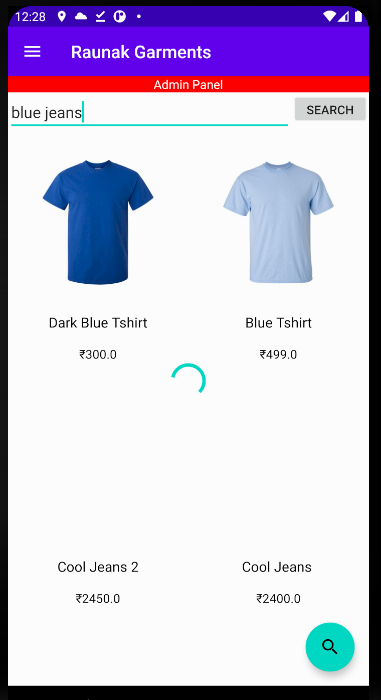 12:28
Raunak Garments
Admin Panel
blue jeans
SEARCH
Dark Blue Tshirt
Blue Tshirt
₹300.0
₹499.0
Cool Jeans 2
Cool Jeans
₹2450.0
₹2400.0